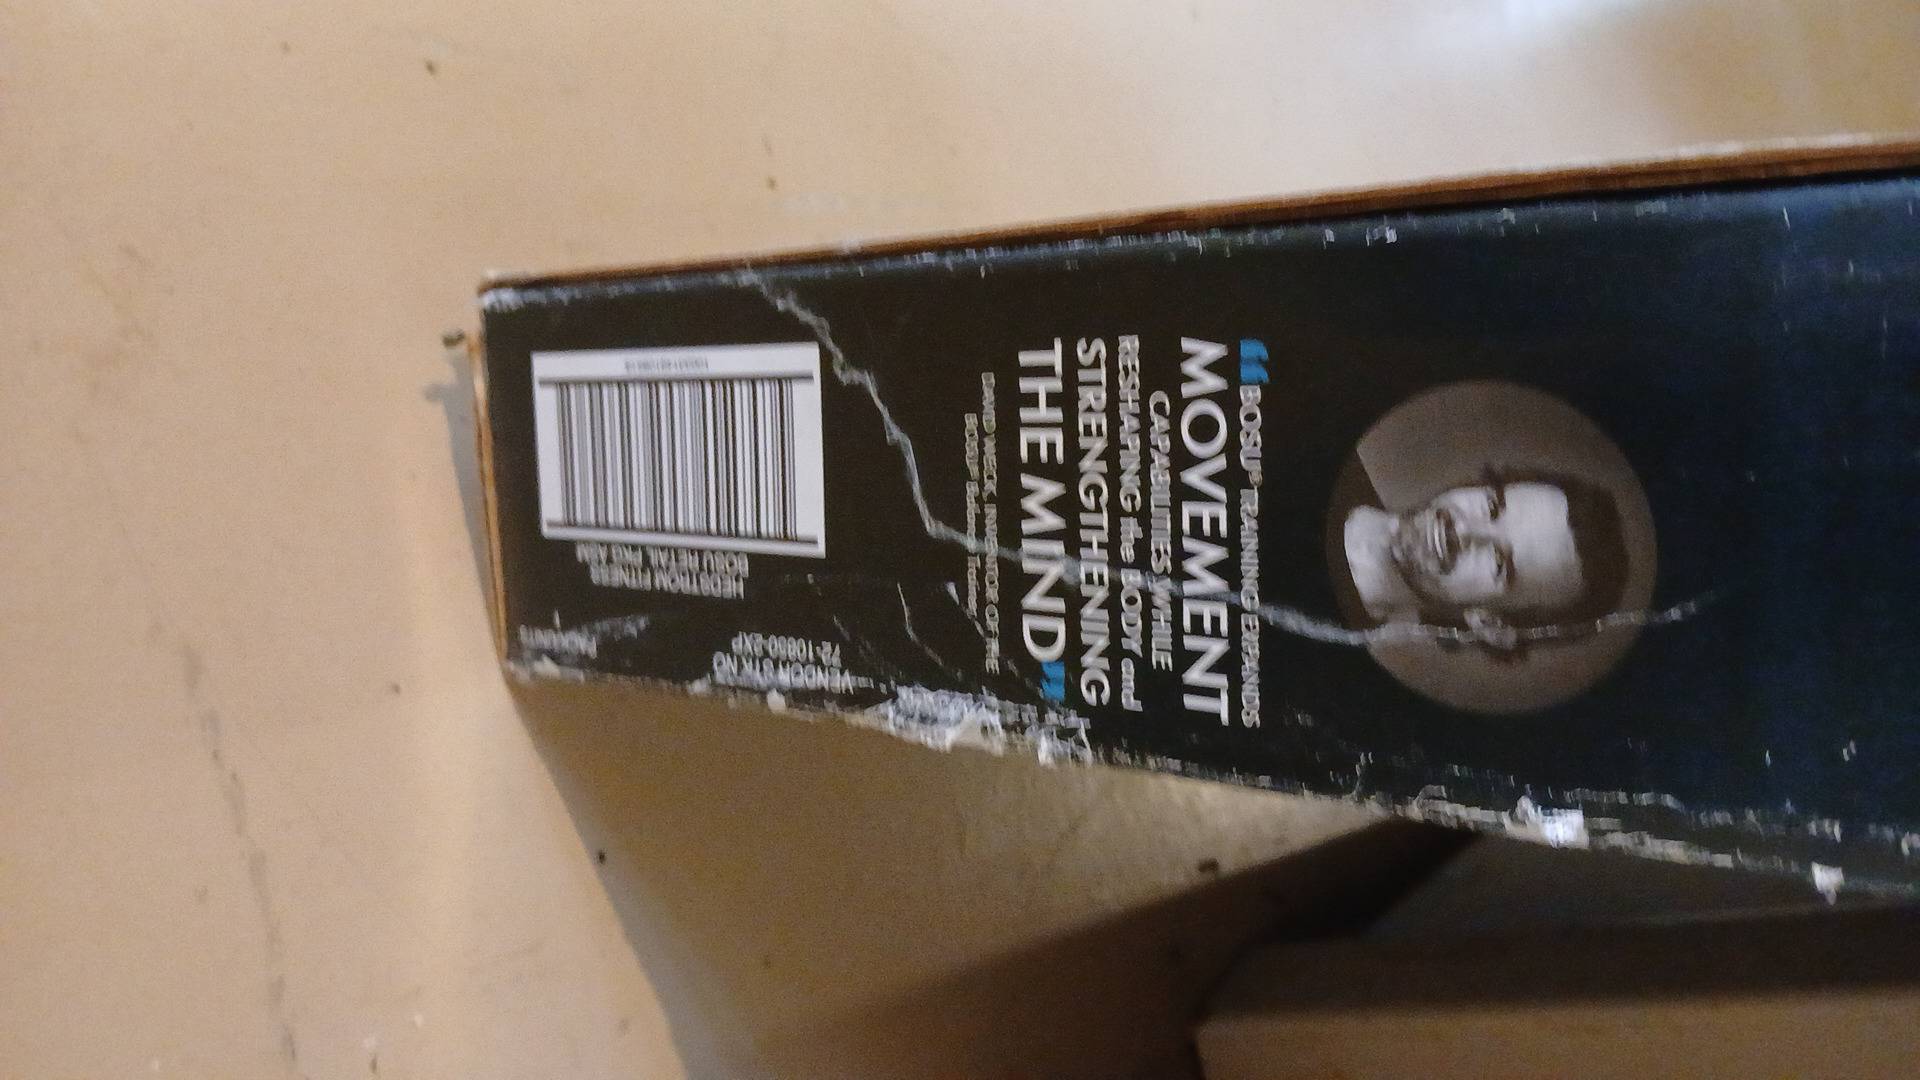 “BOSU® TRAINING EXPANDS
MOVEMENT
CAPABILITIES WHILE
RESHAPING the BODY and
STRENGTHENING
THE MIND”
DAVID WECK, INVENTOR OF THE
BOSU® Balance Trainer
HEDSTROM FITNESS
BOSU RETAIL PKG ASM
VENDOR STK NO
72-10850-2XP